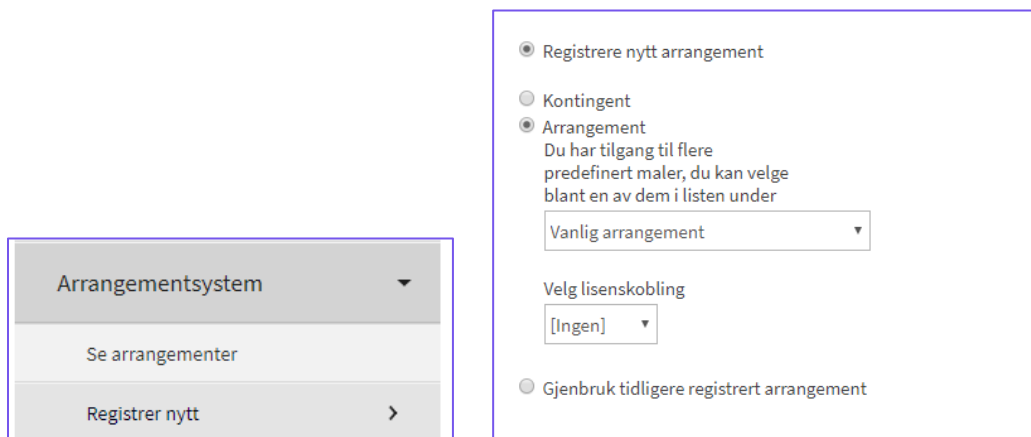 Arrangementsystem
Se arrangementer
Registrer nytt
Registrere nytt arrangement
Kontingent
Arrangement
Du har tilgang til flere
predefinert maler, du kan velge
blant en av dem i listen under
Vanlig arrangement
Velg lisenskobling
[Ingen]
Gjenbruk tidligere registrert arrangement